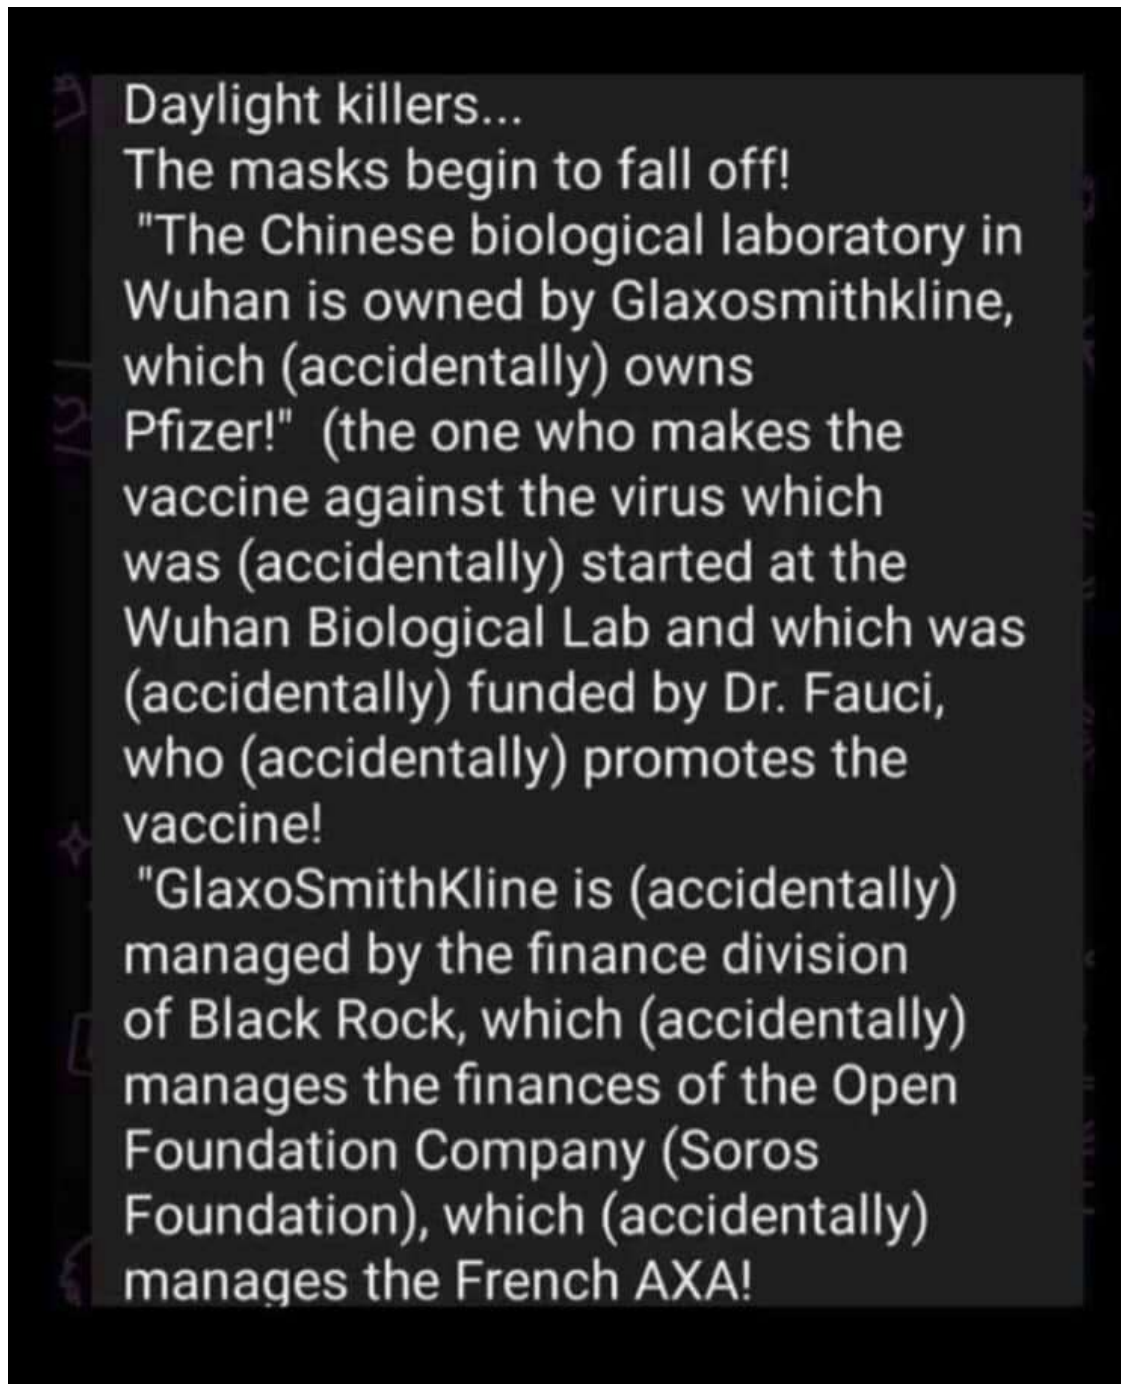 Daylight killers...
The masks begin to fall off!
"The Chinese biological laboratory in
Wuhan is owned by Glaxosmithkline,
which (accidentally) owns
Pfizer!"  (the one who makes the
vaccine against the virus which
was (accidentally) started at the
Wuhan Biological Lab and which was
(accidentally) funded by Dr. Fauci,
who (accidentally) promotes the
vaccine!
"GlaxoSmithKline is (accidentally)
managed by the finance division
of Black Rock, which (accidentally)
manages the finances of the Open
Foundation Company (Soros
Foundation), which (accidentally)
manages the French AXA!